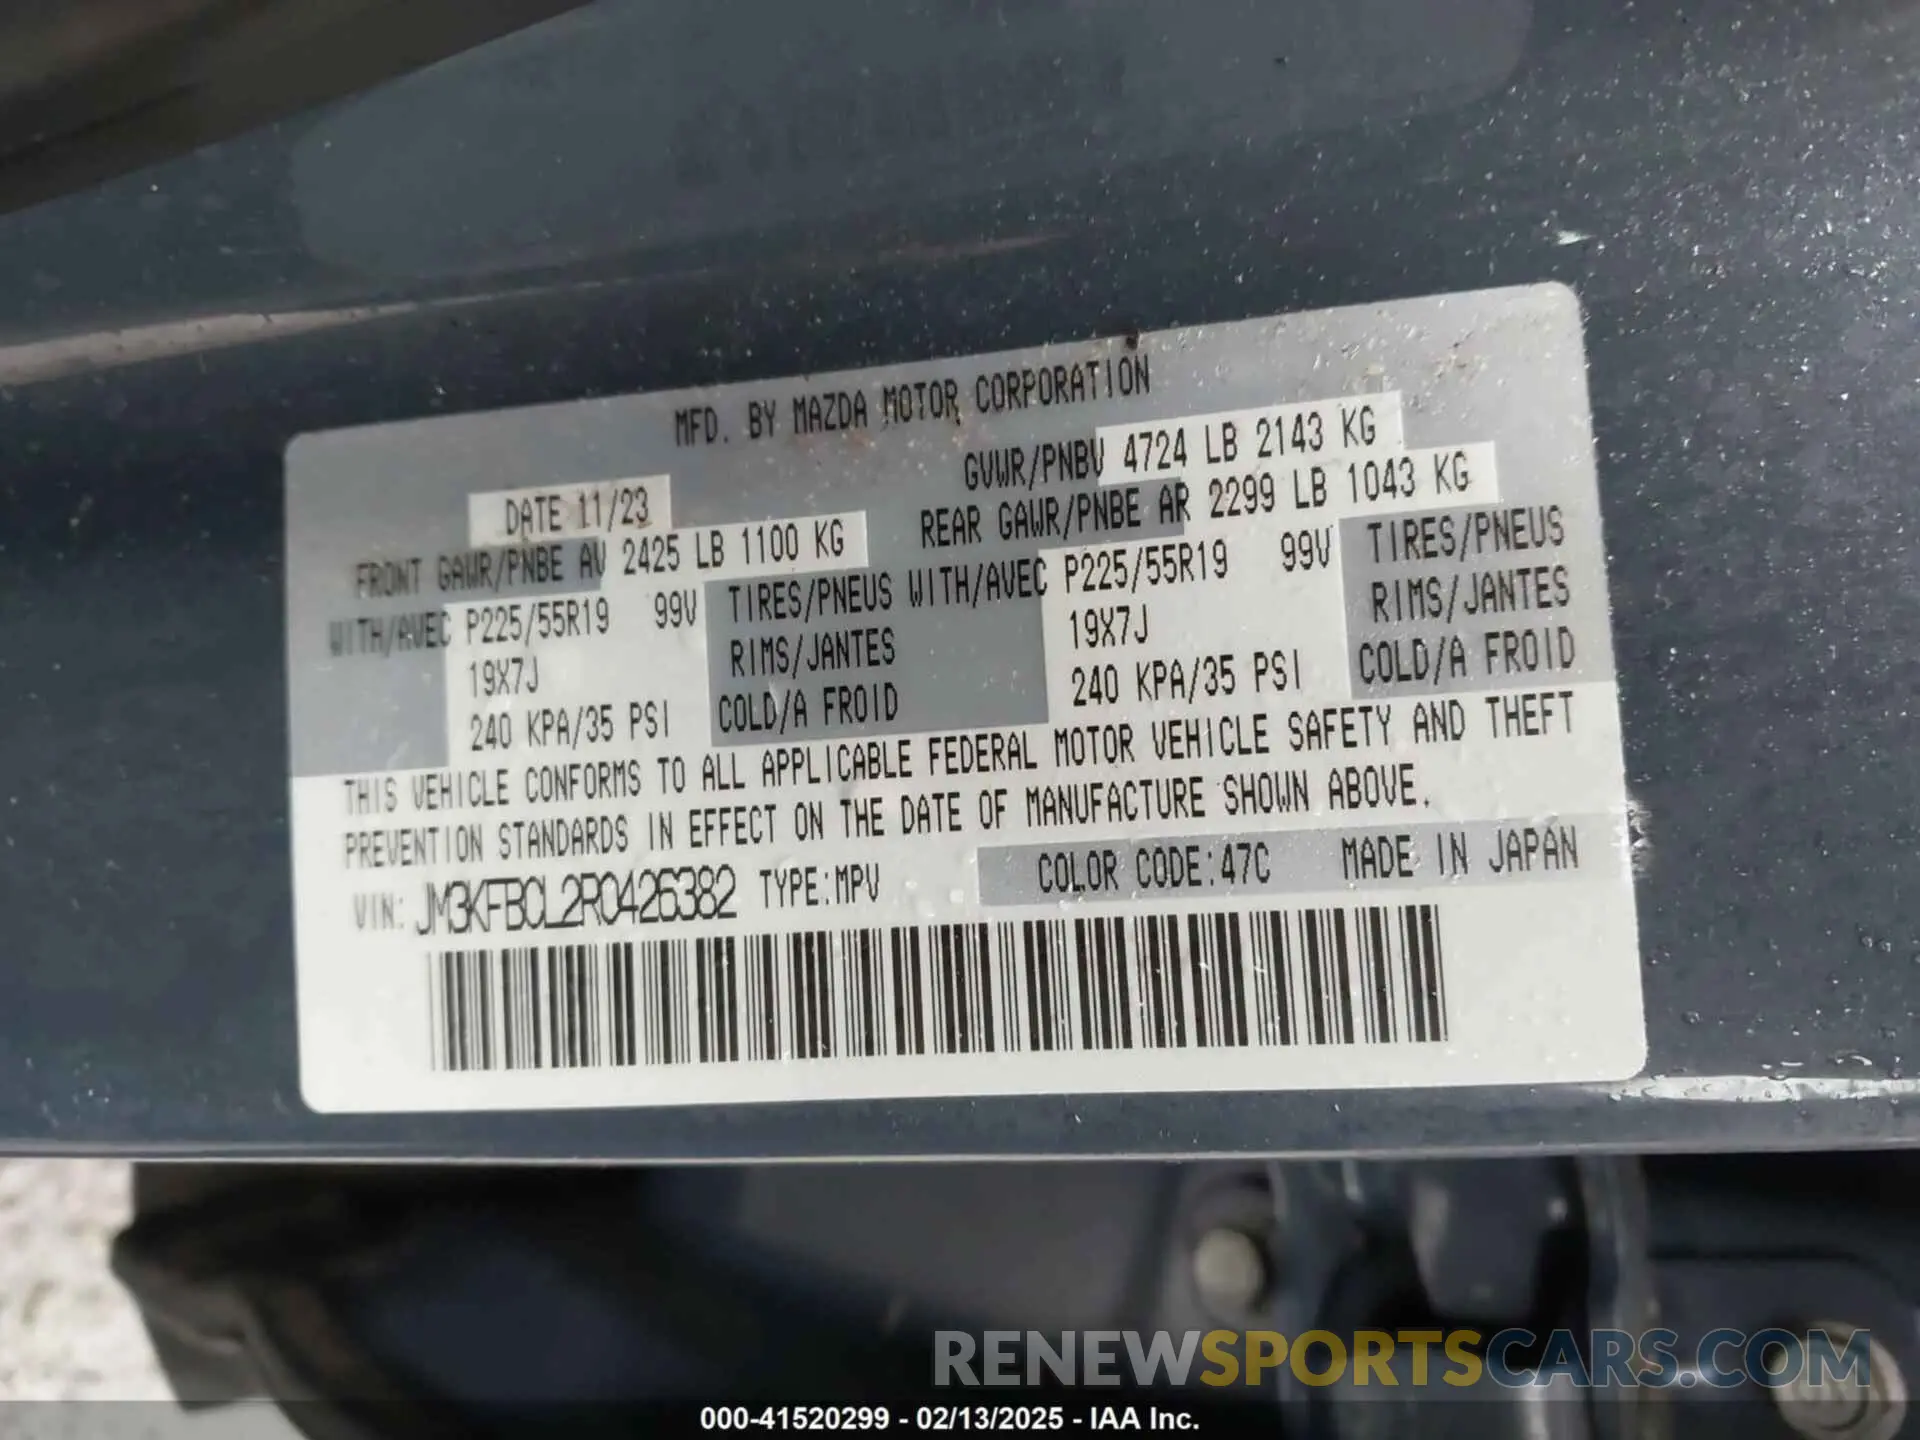 MFD. BY MAZDA MOTOR CORPORATION
DATE 11/23 GVWR/PNBV 4724 LB 2143 KG
FRONT GAWR/PNBE AV 2425 LB 1100 KG REAR GAWR/PNBE AR 2299 LB 1043 KG
WITH/AVEC P225/55R19 99V TIRES/PNEUS WITH/AVEC P225/55R19 99V TIRES/PNEUS
19X7J RIMS/JANTES 19X7J RIMS/JANTES
240 KPA/35 PSI COLD/A FROID 240 KPA/35 PSI COLD/A FROID
THIS VEHICLE CONFORMS TO ALL APPLICABLE FEDERAL MOTOR VEHICLE SAFETY AND THEFT
PREVENTION STANDARDS IN EFFECT ON THE DATE OF MANUFACTURE SHOWN ABOVE.
VIN: JM3KFBCL2R0426382 TYPE:MPV COLOR CODE:47C MADE IN JAPAN
RENEWSPORTSCARS.COM
000-41520299 - 02/13/2025 - IAA Inc.